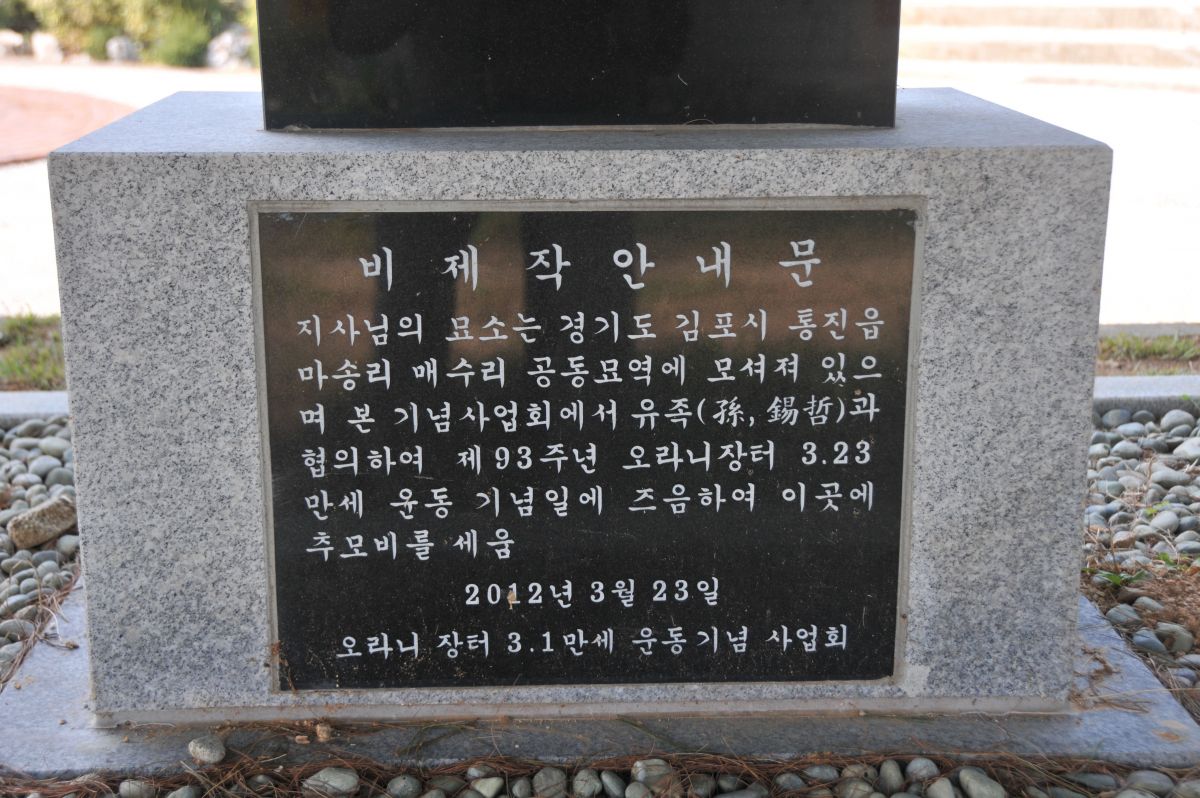 비 제 작 안 내 문
지사님의 묘소는 경기도 김포시 통진읍
마송리 매수리 공동묘역에 모셔져 있으
며 본 기념사업회에서 유족(孫, 錫哲)과
협의하여 제93주년 오라니장터 3.23
만세 운동 기념일에 즈음하여 이곳에
추모비를 세움
2012년 3월 23일
오라니 장터 3.1만세 운동기념 사업회